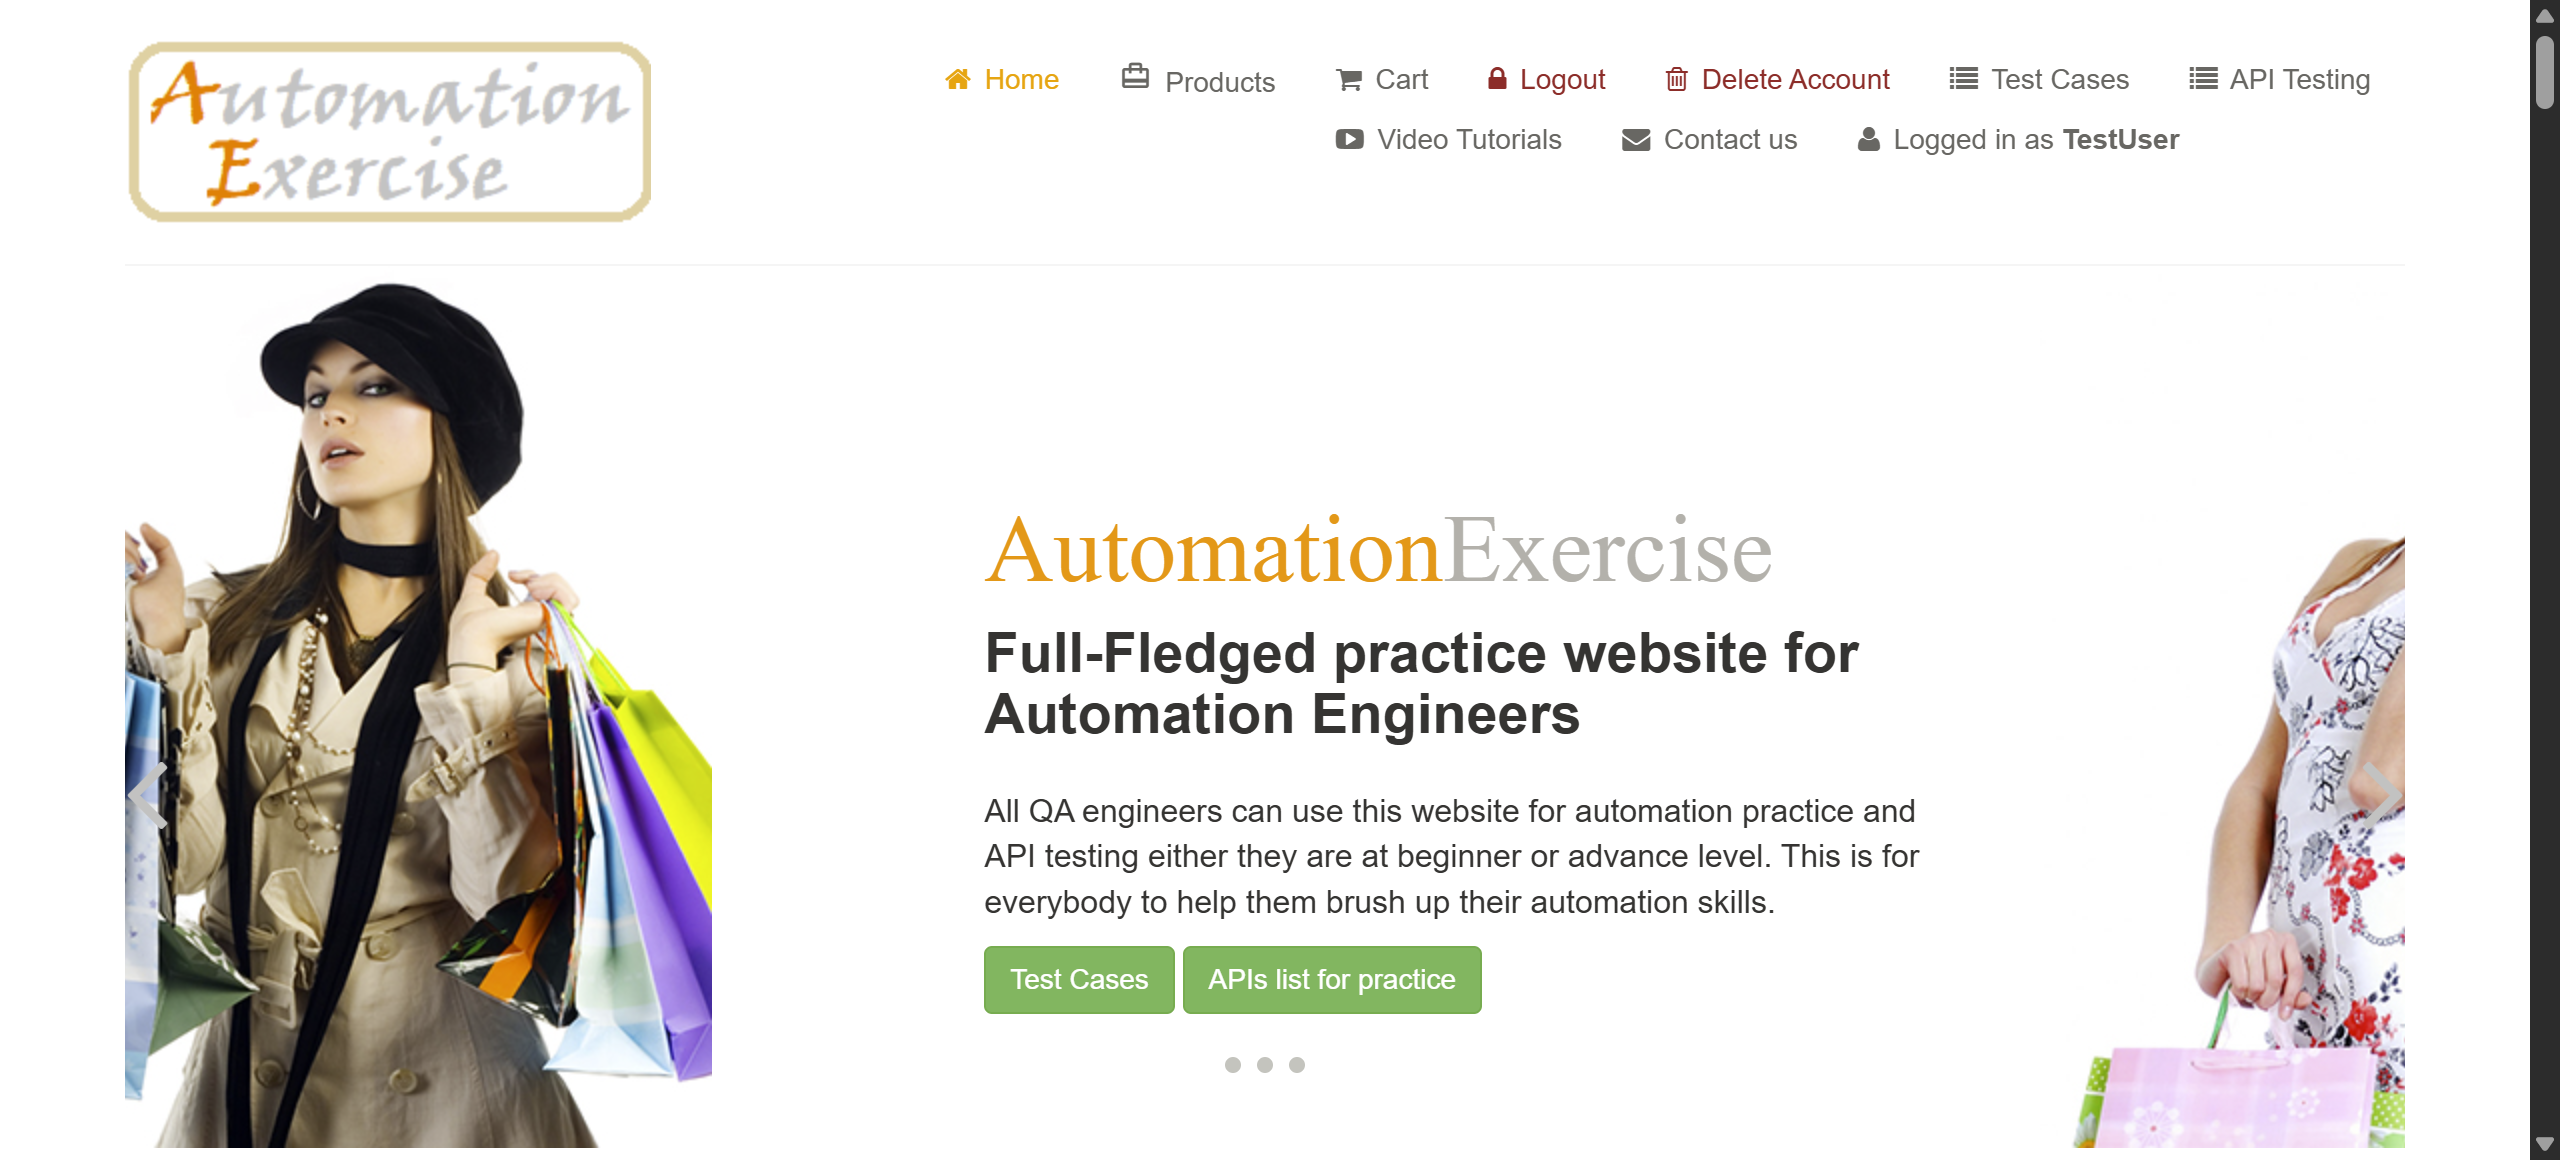 Automation
Exercise
Home Products Cart Logout Delete Account Test Cases API Testing
Video Tutorials Contact us Logged in as TestUser
AutomationExercise
Full-Fledged practice website for
Automation Engineers
All QA engineers can use this website for automation practice and
API testing either they are at beginner or advance level. This is for
everybody to help them brush up their automation skills.
Test Cases APIs list for practice